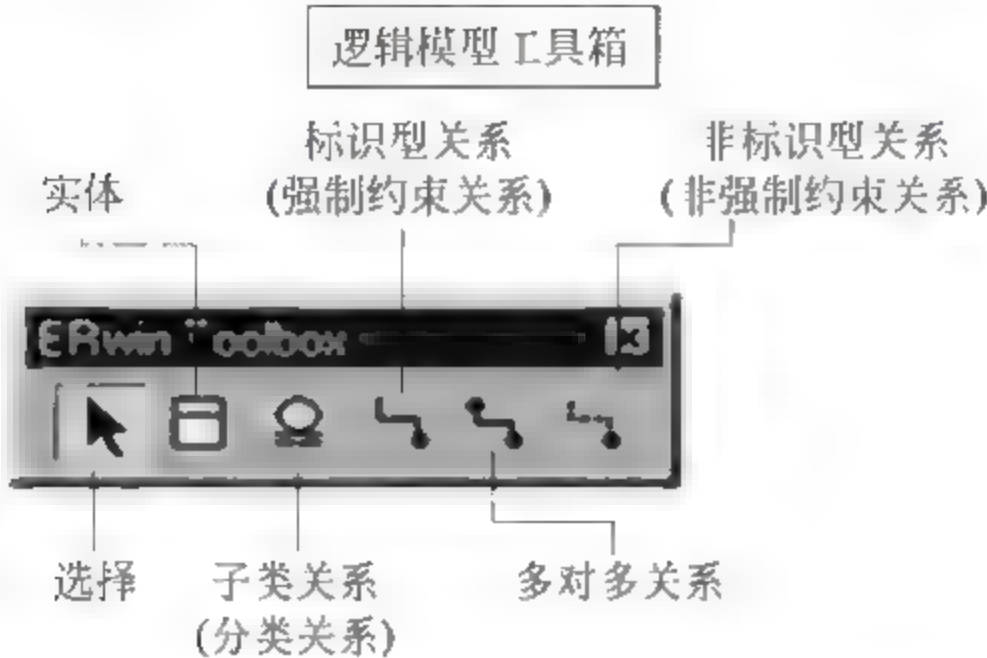 逻辑模型工具箱
标识型关系
(强制约束关系)
非标识型关系
(非强制约束关系)
实体
ERwin Toolbox
选择
子类关系
(分类关系)
多对多关系